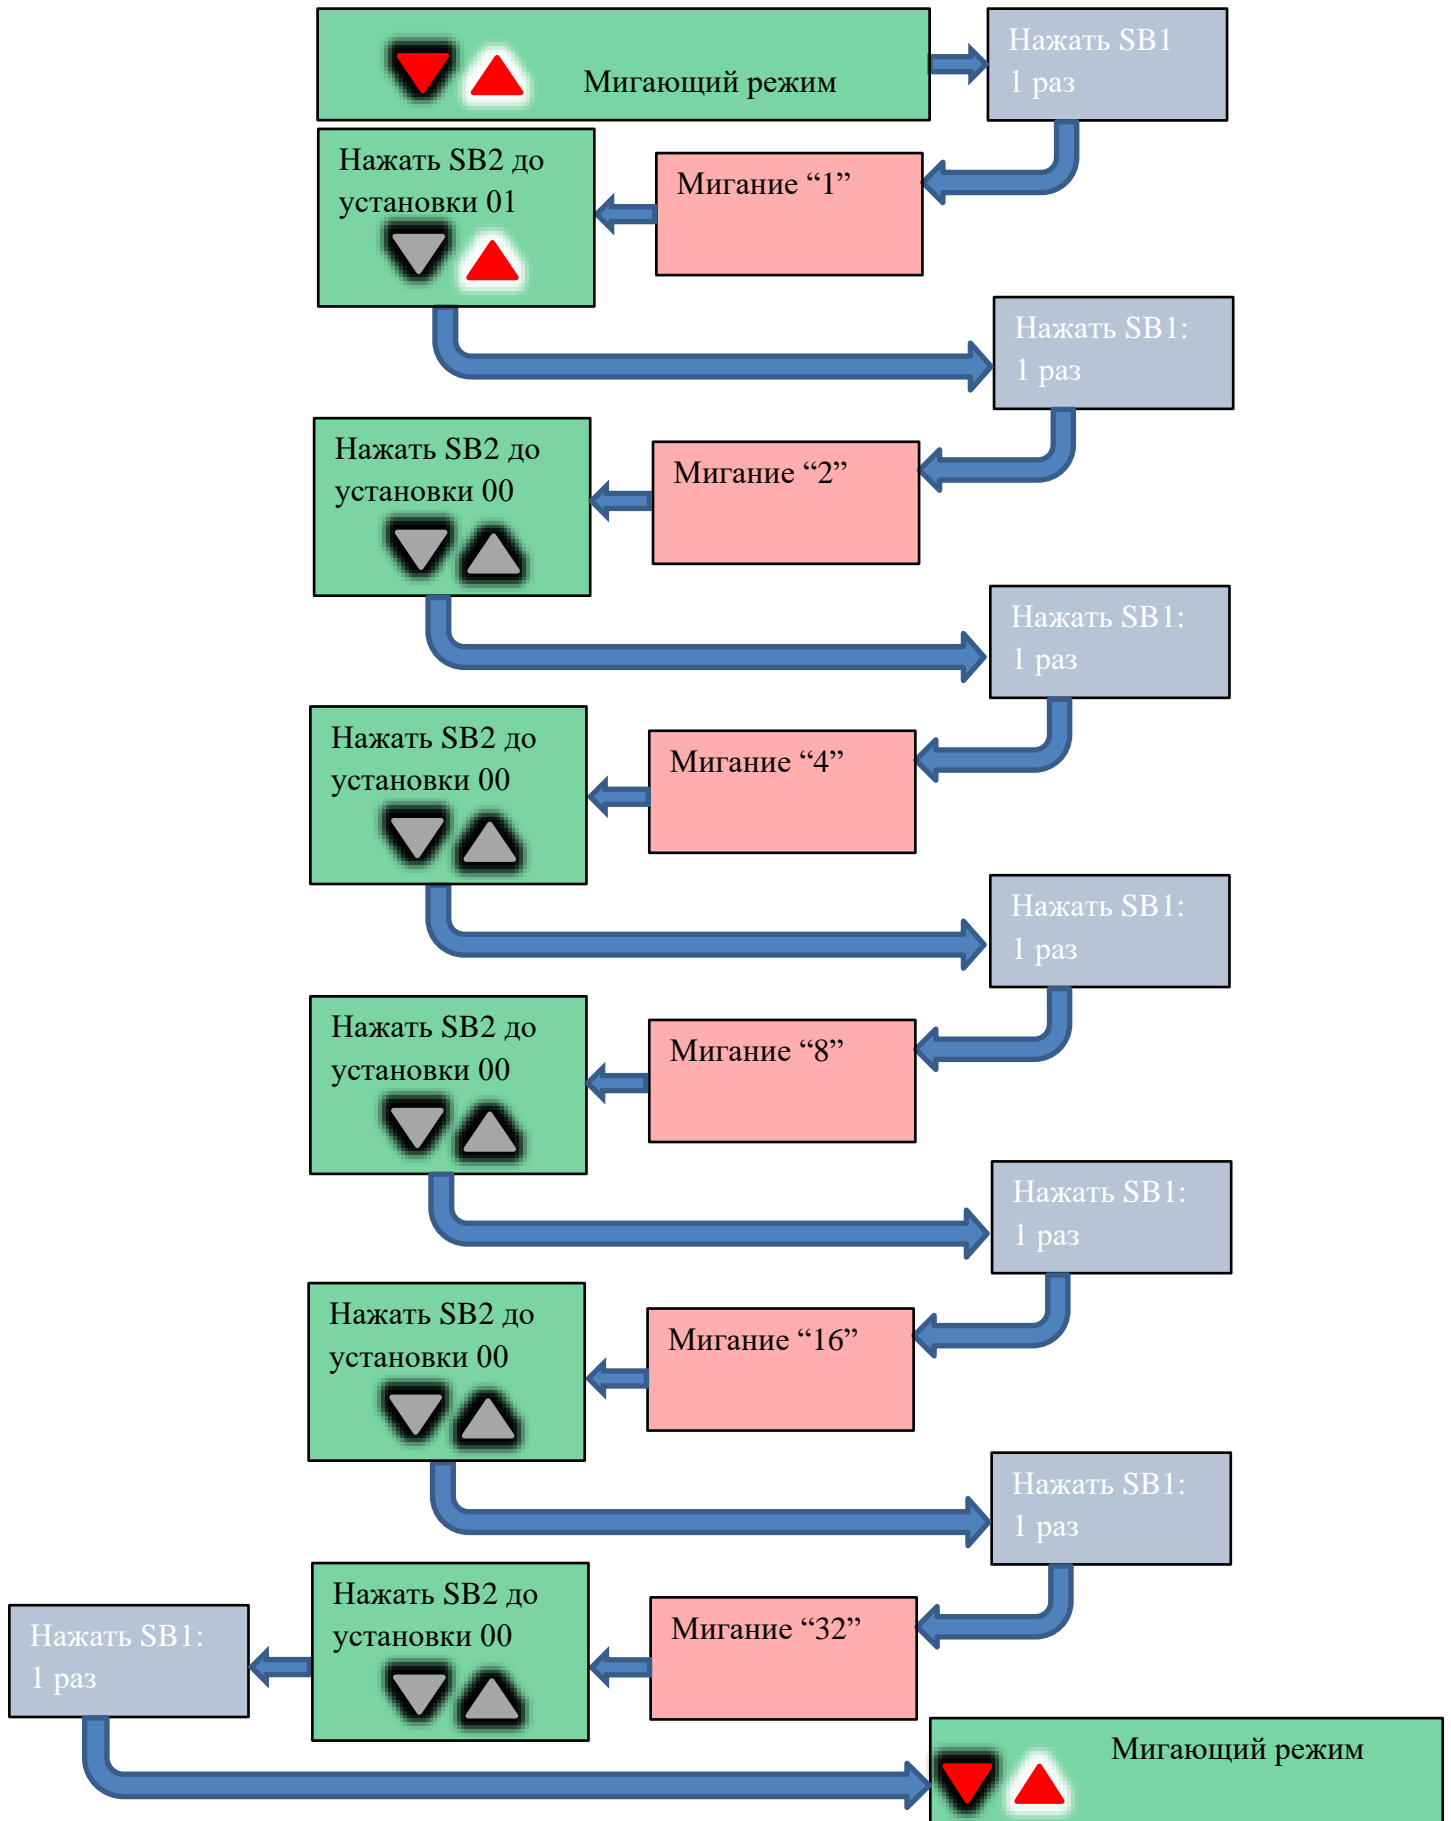 Мигающий режим
Нажать SB1
1 раз
Мигание “1”
Нажать SB2 до
установки 01
Нажать SB1:
1 раз
Мигание “2”
Нажать SB2 до
установки 00
Нажать SB1:
1 раз
Мигание “4”
Нажать SB2 до
установки 00
Нажать SB1:
1 раз
Мигание “8”
Нажать SB2 до
установки 00
Нажать SB1:
1 раз
Мигание “16”
Нажать SB2 до
установки 00
Нажать SB1:
1 раз
Мигание “32”
Нажать SB2 до
установки 00
Нажать SB1:
1 раз
Мигающий режим